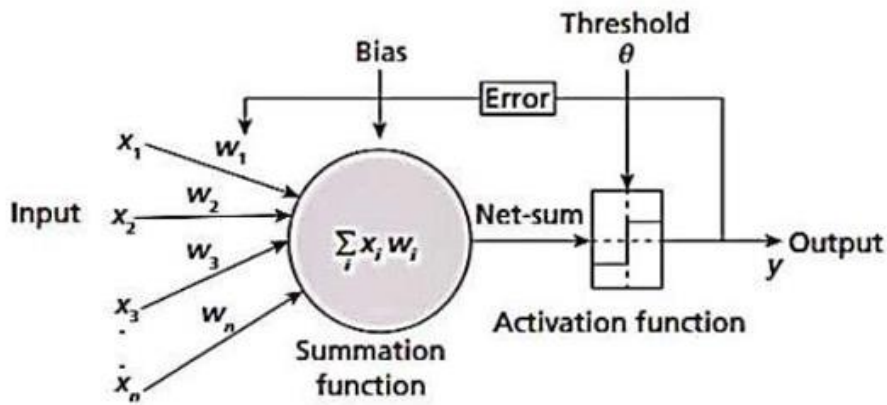 Threshold
θ
Bias
Error
x₁
w₁
Input
x₂
w₂
w₃
x₃
wₙ
xₙ
∑ᵢ xᵢ wᵢ
Net-sum
y
Output
Summation
function
Activation function